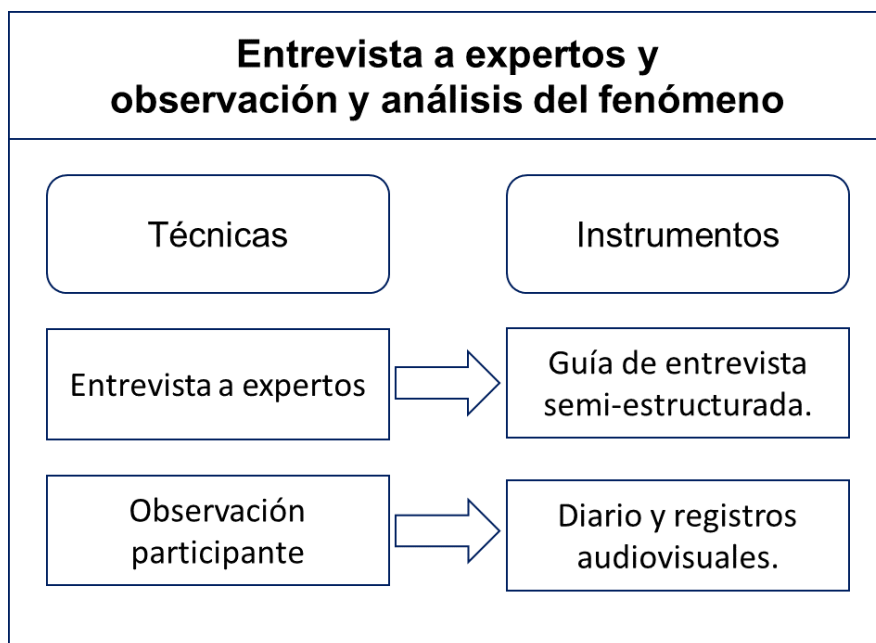 Entrevista a expertos y
observación y análisis del fenómeno
Técnicas
Instrumentos
Entrevista a expertos
Guía de entrevista
semi-estructurada.
Observación
participante
Diario y registros
audiovisuales.